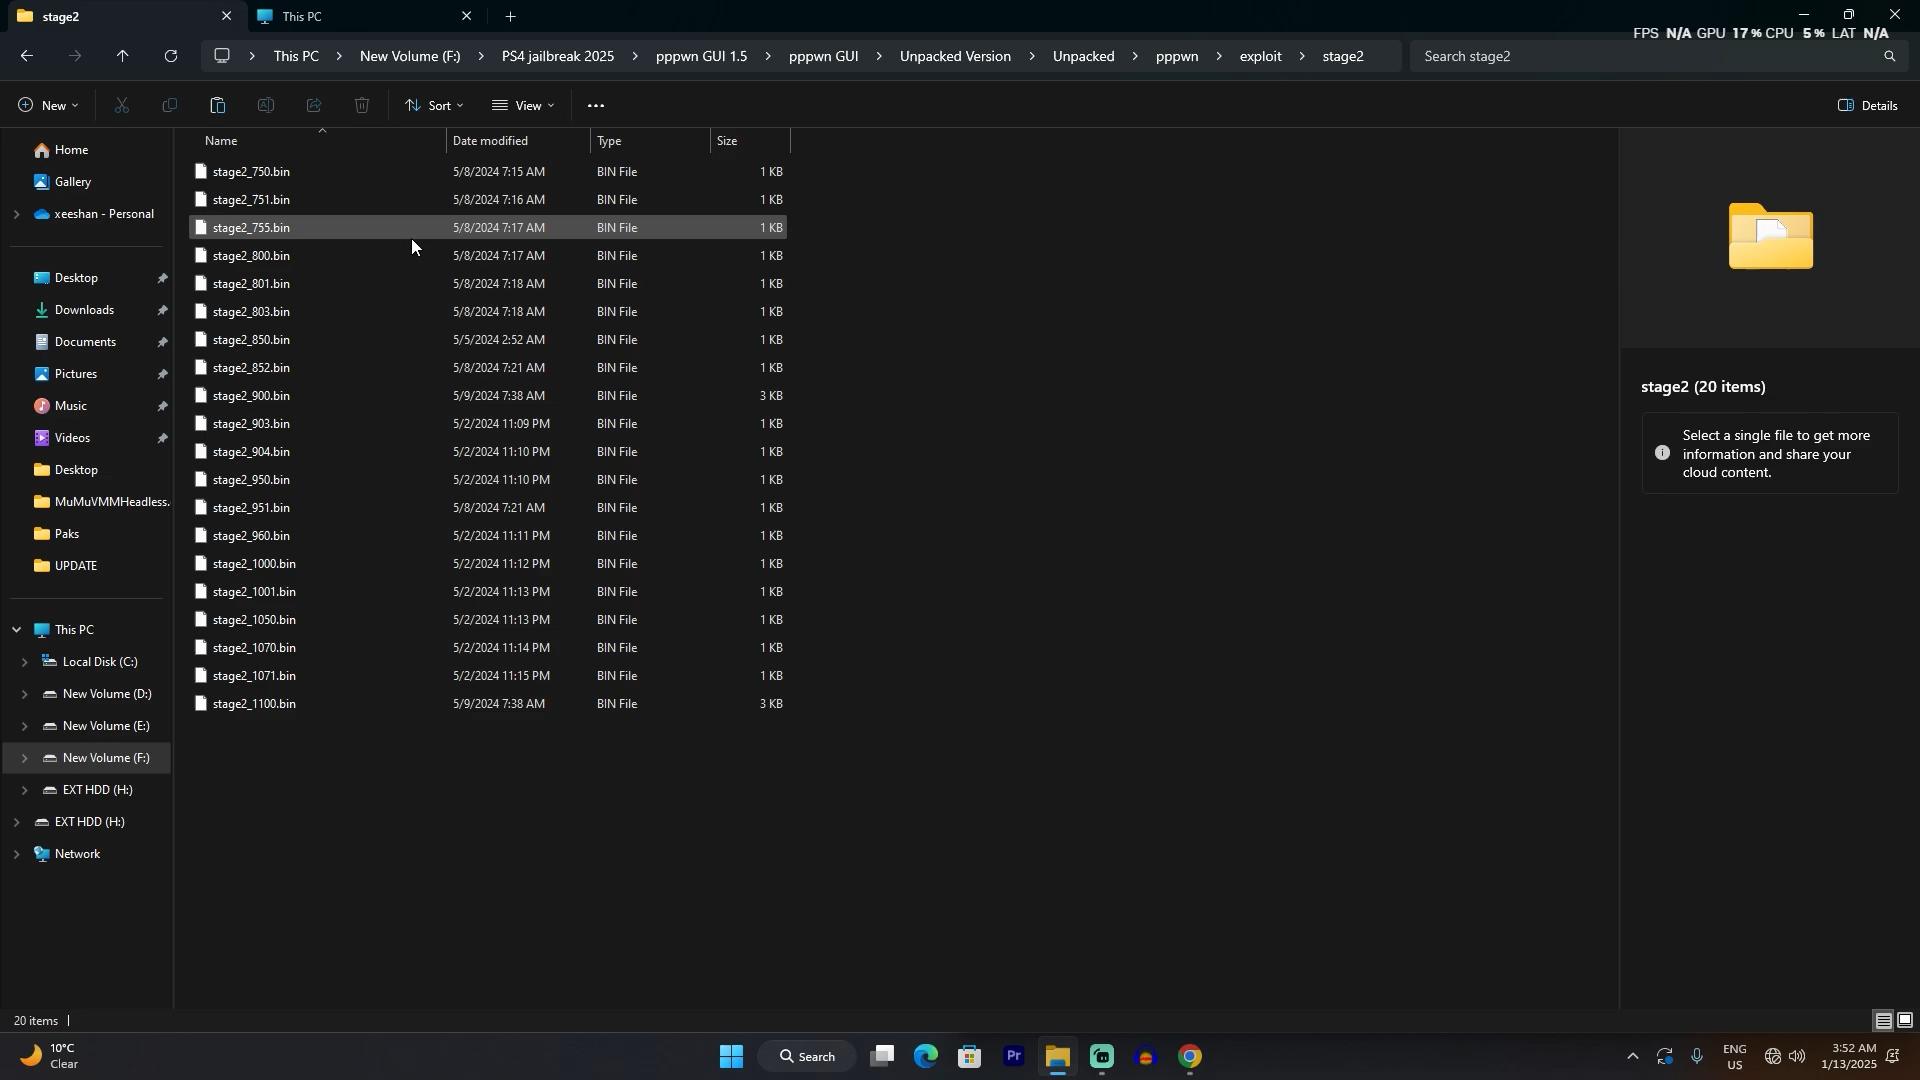 stage2
This PC
FPS N/A GPU 17% CPU 5% LAT N/A
This PC > New Volume (F:) > PS4 jailbreak 2025 > pppwn GUI 1.5 > pppwn GUI > Unpacked Version > Unpacked > pppwn > exploit > stage2
Search stage2
New
Sort
View
Details
Name Date modified Type Size
stage2_750.bin 5/8/2024 7:15 AM BIN File 1 KB
stage2_751.bin 5/8/2024 7:16 AM BIN File 1 KB
stage2_755.bin 5/8/2024 7:17 AM BIN File 1 KB
stage2_800.bin 5/8/2024 7:17 AM BIN File 1 KB
stage2_801.bin 5/8/2024 7:18 AM BIN File 1 KB
stage2_803.bin 5/8/2024 7:18 AM BIN File 1 KB
stage2_850.bin 5/5/2024 2:52 AM BIN File 1 KB
stage2_852.bin 5/8/2024 7:21 AM BIN File 1 KB
stage2_900.bin 5/9/2024 7:38 AM BIN File 3 KB
stage2_903.bin 5/2/2024 11:09 PM BIN File 1 KB
stage2_904.bin 5/2/2024 11:10 PM BIN File 1 KB
stage2_950.bin 5/2/2024 11:10 PM BIN File 1 KB
stage2_951.bin 5/8/2024 7:21 AM BIN File 1 KB
stage2_960.bin 5/2/2024 11:11 PM BIN File 1 KB
stage2_1000.bin 5/2/2024 11:12 PM BIN File 1 KB
stage2_1001.bin 5/2/2024 11:13 PM BIN File 1 KB
stage2_1050.bin 5/2/2024 11:13 PM BIN File 1 KB
stage2_1070.bin 5/2/2024 11:14 PM BIN File 1 KB
stage2_1071.bin 5/2/2024 11:15 PM BIN File 1 KB
stage2_1100.bin 5/9/2024 7:38 AM BIN File 3 KB
Home
Gallery
xeeshan - Personal
Desktop
Downloads
Documents
Pictures
Music
Videos
Desktop
MuMuVMMHeadless.
Paks
UPDATE
This PC
Local Disk (C:)
New Volume (D:)
New Volume (E:)
New Volume (F:)
EXT HDD (H:)
EXT HDD (H:)
Network
stage2 (20 items)
Select a single file to get more
information and share your
cloud content.
20 items
10°C
Clear
Search
Pr
ENG
US
3:52 AM
1/13/2025